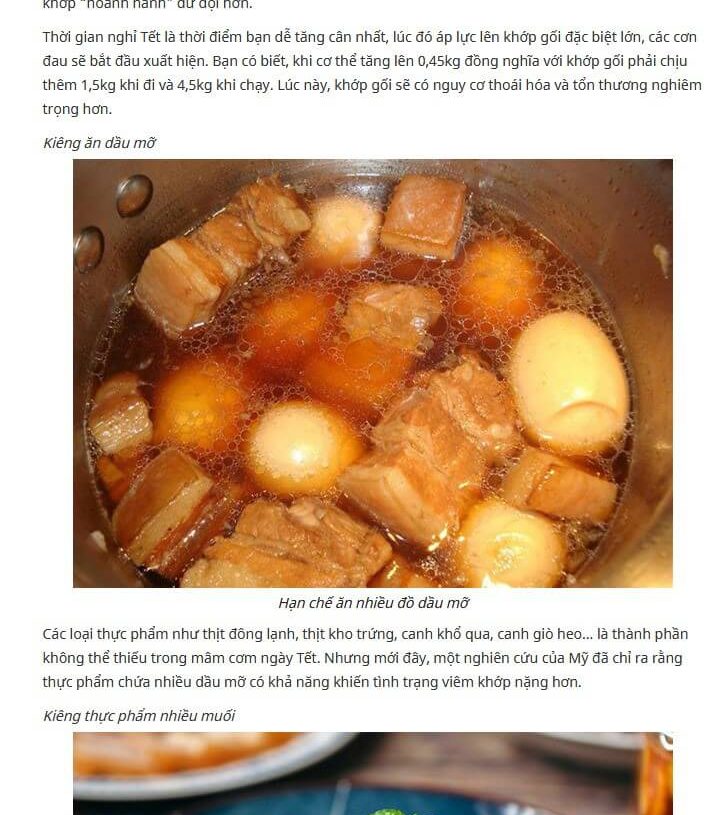 khớp "hoành hành" dữ dội hơn.
Thời gian nghỉ Tết là thời điểm bạn dễ tăng cân nhất, lúc đó áp lực lên khớp gối đặc biệt lớn, các cơn
đau sẽ bắt đầu xuất hiện. Bạn có biết, khi cơ thể tăng lên 0,45kg đồng nghĩa với khớp gối phải chịu
thêm 1,5kg khi đi và 4,5kg khi chạy. Lúc này, khớp gối sẽ có nguy cơ thoái hóa và tổn thương nghiêm
trọng hơn.
Kiêng ăn dầu mỡ
Hạn chế ăn nhiều đồ dầu mỡ
Các loại thực phẩm như thịt đông lạnh, thịt kho trứng, canh khổ qua, canh giò heo... là thành phần
không thể thiếu trong mâm cơm ngày Tết. Nhưng mới đây, một nghiên cứu của Mỹ đã chỉ ra rằng
thực phẩm chứa nhiều dầu mỡ có khả năng khiến tình trạng viêm khớp nặng hơn.
Kiêng thực phẩm nhiều muối